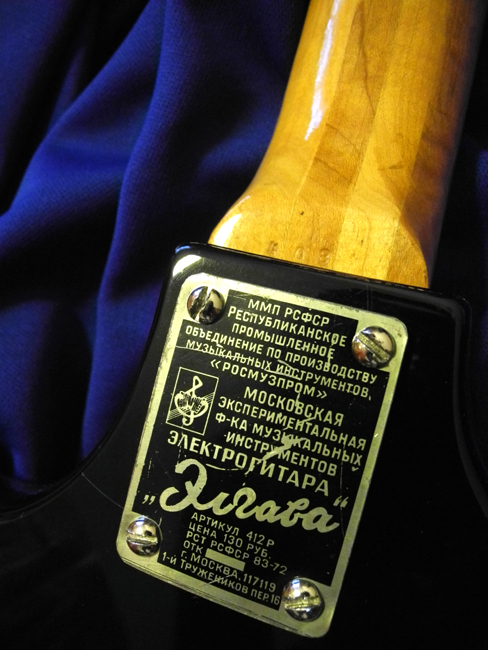 ММП РСФСР
РЕСПУБЛИКАНСКОЕ
ПРОМЫШЛЕННОЕ
ОБЪЕДИНЕНИЕ ПО ПРОИЗВОДСТВУ
МУЗЫКАЛЬНЫХ ИНСТРУМЕНТОВ,
«РОСМУЗПРОМ»
МОСКОВСКАЯ
ЭКСПЕРИМЕНТАЛЬНАЯ
Ф-КА МУЗЫКАЛЬНЫХ
ИНСТРУМЕНТОВ
ЭЛЕКТРОГИТАРА
„Элгава“
АРТИКУЛ 412Р
ЦЕНА 130 РУБ.
РСТ РСФСР 83-72
ОТК
г. МОСКВА. 117119
1-й ТРУЖЕНИКОВ ПЕР. 16